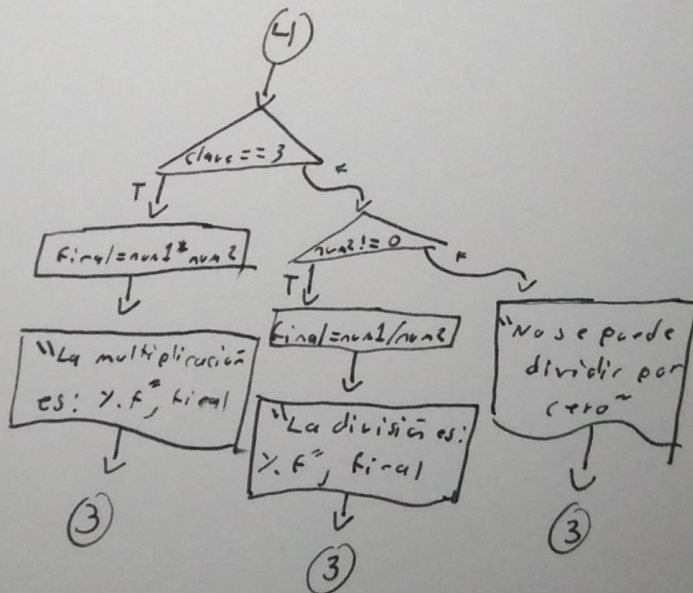 4
clave==3
T
F
final=num1*num2
num2!=0
T
F
"La multiplicación
es: %.f", final
final=num1/num2
"No se puede
dividir por
cero"
"La división es:
%.f", final
3
3
3